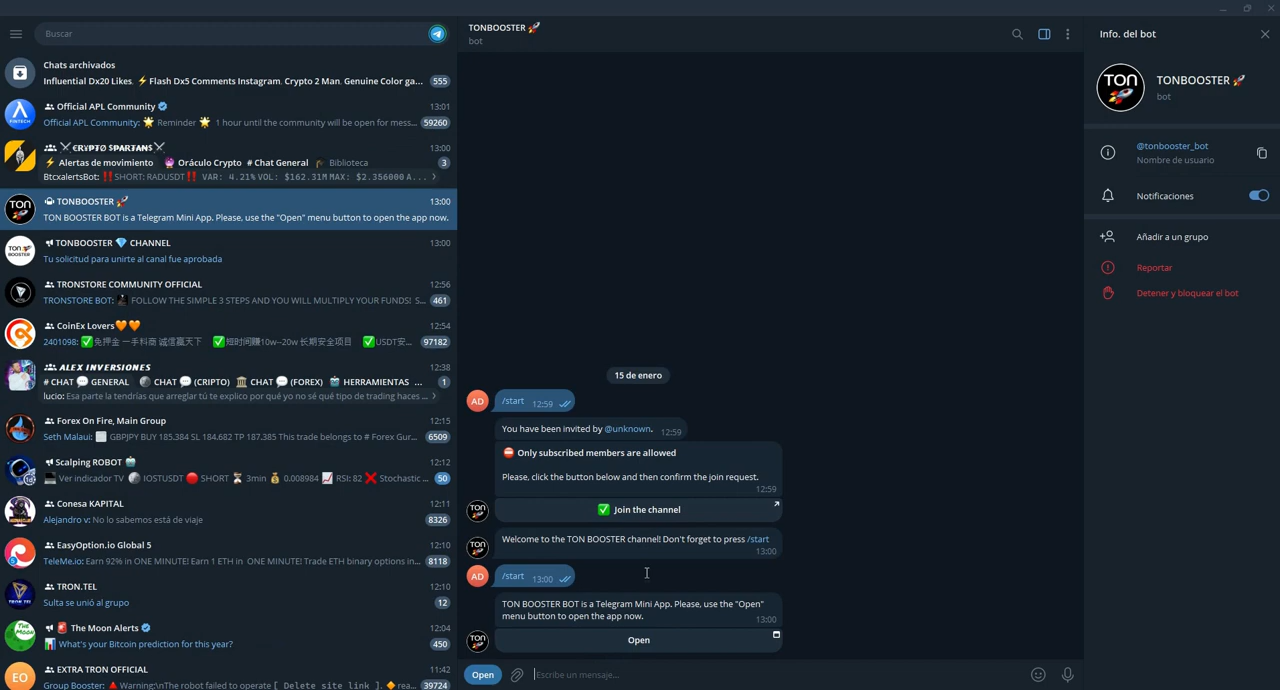 Buscar
Chats archivados
Influential Dx20 Likes, ⚡ Flash Dx5 Comments Instagram, Crypto 2 Man, Genuine Color ga... 555
Official APL Community 13:01
Official APL Community: 🌟 Reminder 🌟 1 hour until the community will be open for mess... 59260
⚔️ €R¥PTØ $PARTAN$ ⚔️ 13:00
⚡ Alertas de movimiento 🔮 Oráculo Crypto # Chat General 🎓 Biblioteca 3
BtcxalertsBot: ‼️SHORT: RADUSDT‼️ VAR: 4.21% VOL: $162.31M MAX: $2.356000 A...
TON
TONBOOSTER 🚀 13:00
TON BOOSTER BOT is a Telegram Mini App. Please, use the "Open" menu button to open the app now.
TON BOOSTER
TONBOOSTER 💎 CHANNEL 13:00
Tu solicitud para unirte al canal fue aprobada
TRONSTORE COMMUNITY OFFICIAL 12:56
TRONSTORE BOT: FOLLOW THE SIMPLE 3 STEPS AND YOU WILL MULTIPLY YOUR FUNDS! S... 461
CoinEx Lovers🧡🧡 12:54
2401098: ✅免押金 一手料商 诚信赢天下 ✅短时间赚10w--20w 长期安全项目 ✅USDT安... 97182
ALEX INVERSIONES 12:38
# CHAT 💬 GENERAL CHAT 💬 (CRIPTO) 🏛 CHAT 💬 (FOREX) HERRAMIENTAS ... 1
lucio: Esa parte la tendrías que arreglar tú te explico por qué yo no sé qué tipo de trading haces ...
Forex On Fire, Main Group 12:15
Seth Malaui: GBPJPY BUY 185.384 SL 184.682 TP 187.385 This trade belongs to # Forex Gur... 6509
Scalping ROBOT 🤖 12:12
Ver indicador TV IOSTUSDT 🔴 SHORT ⏳ 3min 💰 0.008984 📈 RSI: 82 ❌ Stochastic ... 50
Conesa KAPITAL 12:11
Alejandro v: No lo sabemos está de viaje 8326
EasyOption.io Global 5 12:10
TeleMe.io: Earn 92% in ONE MINUTE! Earn 1 ETH in ONE MINUTE! Trade ETH binary options in... 8118
TRON.TEL 12:10
Sulta se unió al grupo 12
THE MOON
🚨 The Moon Alerts 12:04
📊 What's your Bitcoin prediction for this year? 450
EO
EXTRA TRON OFFICIAL 11:42
Group Booster: 🔺 Warning:\nThe robot failed to operate [ Delete site link ]. 🔸 rea... 39724
TONBOOSTER 🚀
bot
15 de enero
AD
/start 12:59
You have been invited by @unknown. 12:59
⛔ Only subscribed members are allowed
Please, click the button below and then confirm the join request.
12:59
TON
✅ Join the channel
Welcome to the TON BOOSTER channel! Don't forget to press /start
13:00
TON
AD
/start 13:00
TON BOOSTER BOT is a Telegram Mini App. Please, use the "Open"
menu button to open the app now. 13:00
TON
Open
Open
Escribe un mensaje...
Info. del bot
TON
TONBOOSTER 🚀
bot
@tonbooster_bot
Nombre de usuario
Notificaciones
Añadir a un grupo
Reportar
Detener y bloquear el bot